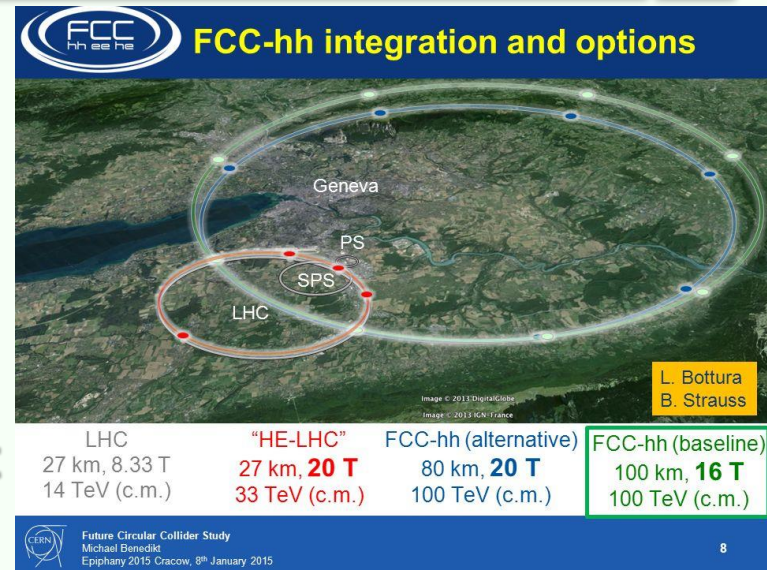 FCC
hh ee he
FCC-hh integration and options
Geneva
PS
SPS
LHC
Image © 2013 DigitalGlobe
Image © 2013 IGN-France
L. Bottura
B. Strauss
LHC
27 km, 8.33 T
14 TeV (c.m.)
"HE-LHC"
27 km, 20 T
33 TeV (c.m.)
FCC-hh (alternative)
80 km, 20 T
100 TeV (c.m.)
FCC-hh (baseline)
100 km, 16 T
100 TeV (c.m.)
CERN
Future Circular Collider Study
Michael Benedikt
Epiphany 2015 Cracow, 8th January 2015
8